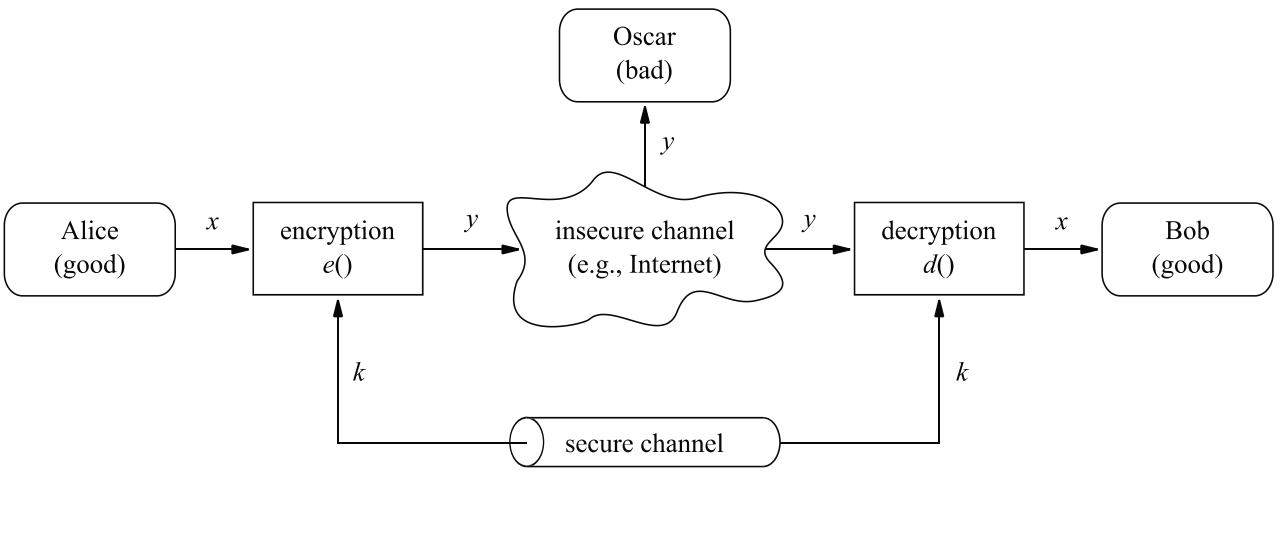 Oscar
(bad)
y
Alice
(good)
x
encryption
e()
y
insecure channel
(e.g., Internet)
y
decryption
d()
x
Bob
(good)
k
k
secure channel